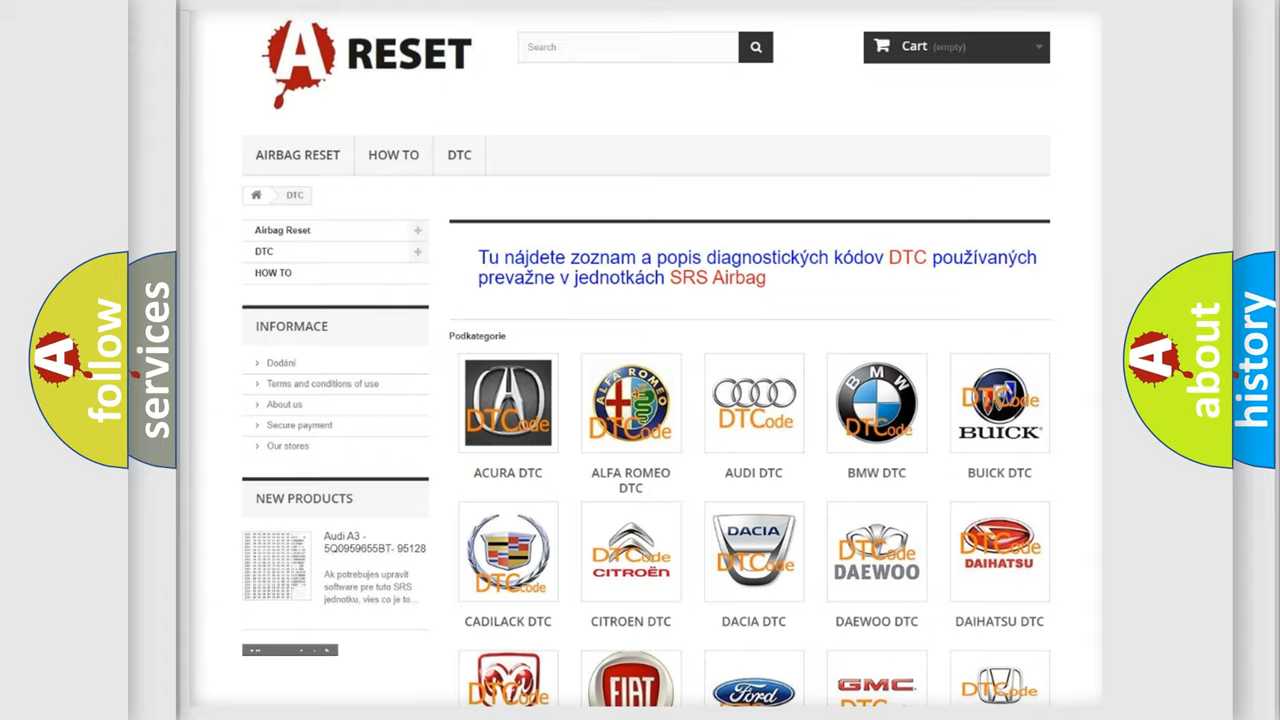 A RESET
Search
Cart (empty)
AIRBAG RESET
HOW TO
DTC
DTC
Airbag Reset
DTC
HOW TO
Tu nájdete zoznam a popis diagnostických kódov DTC používaných
prevažne v jednotkách SRS Airbag
Podkategorie
INFORMACE
Dodání
Terms and conditions of use
About us
Secure payment
Our stores
NEW PRODUCTS
Audi A3 -
5Q0959655BT- 95128
Ak potrebujes upravit
software pre tuto SRS
jednotku, vies co je to...
DTCode
ALFA ROMEO
DTCode
DTCode
BMW
DTCode
DTCode
BUICK
ACURA DTC
ALFA ROMEO
DTC
AUDI DTC
BMW DTC
BUICK DTC
DTCode
DTCode
CITROËN
DACIA
DTCode
DTCode
DAEWOO
DTCode
DAIHATSU
CADILACK DTC
CITROEN DTC
DACIA DTC
DAEWOO DTC
DAIHATSU DTC
DTCode
FIAT
Ford
GMC
DTCode
A follow
services
A about
history